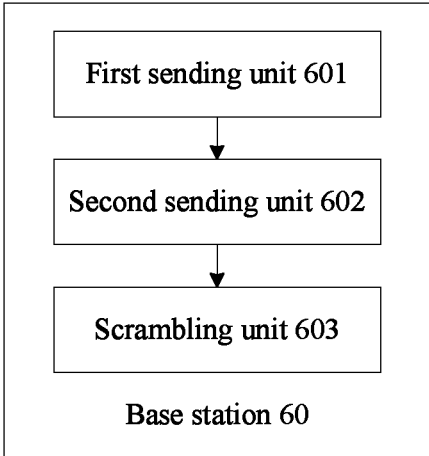 First sending unit 601
Second sending unit 602
Scrambling unit 603
Base station 60